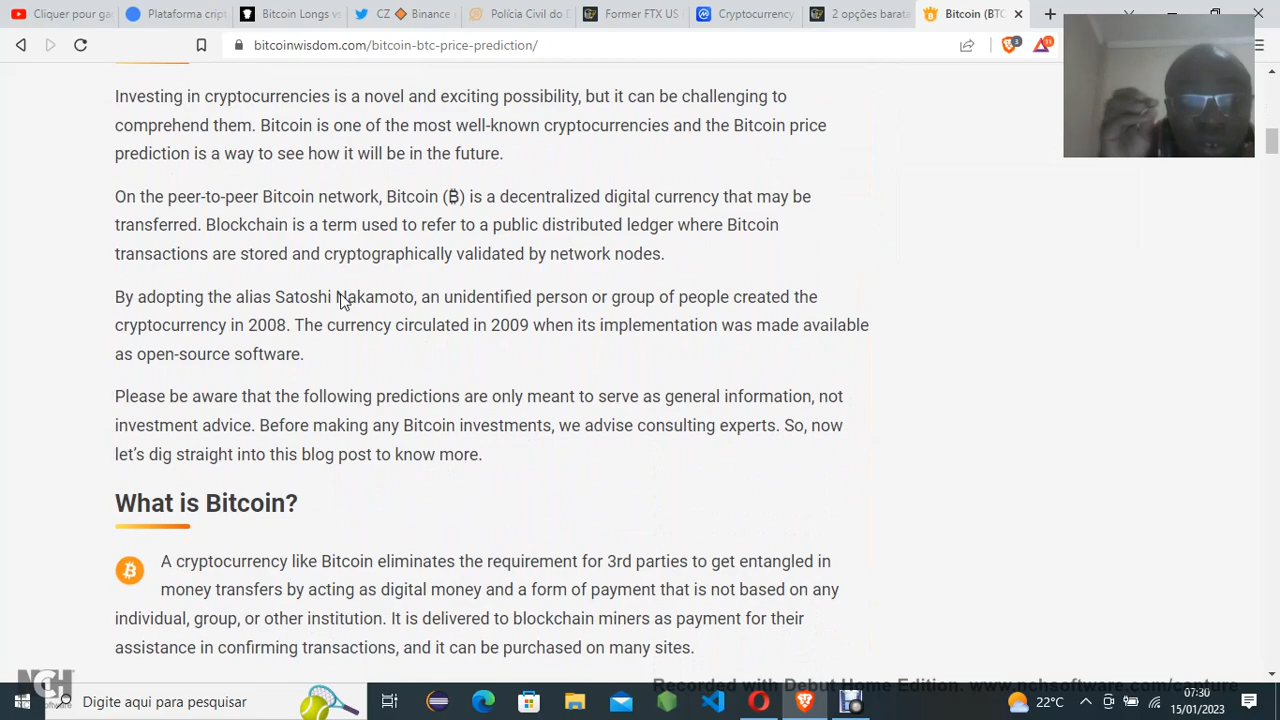 Cliquer pour ga
Plataforma cript
Bitcoin Longs v
CZ 🔶 Binance
Polícia Civil do D
Former FTX US
Cryptocurrency
2 opções barata
Bitcoin (BTC
bitcoinwisdom.com/bitcoin-btc-price-prediction/
Investing in cryptocurrencies is a novel and exciting possibility, but it can be challenging to
comprehend them. Bitcoin is one of the most well-known cryptocurrencies and the Bitcoin price
prediction is a way to see how it will be in the future.
On the peer-to-peer Bitcoin network, Bitcoin (₿) is a decentralized digital currency that may be
transferred. Blockchain is a term used to refer to a public distributed ledger where Bitcoin
transactions are stored and cryptographically validated by network nodes.
By adopting the alias Satoshi Nakamoto, an unidentified person or group of people created the
cryptocurrency in 2008. The currency circulated in 2009 when its implementation was made available
as open-source software.
Please be aware that the following predictions are only meant to serve as general information, not
investment advice. Before making any Bitcoin investments, we advise consulting experts. So, now
let's dig straight into this blog post to know more.
What is Bitcoin?
A cryptocurrency like Bitcoin eliminates the requirement for 3rd parties to get entangled in
money transfers by acting as digital money and a form of payment that is not based on any
individual, group, or other institution. It is delivered to blockchain miners as payment for their
assistance in confirming transactions, and it can be purchased on many sites.
NCH
Software
Recorded with Debut Home Edition. www.nchsoftware.com/capture
Digite aqui para pesquisar
22°C
07:30
15/01/2023